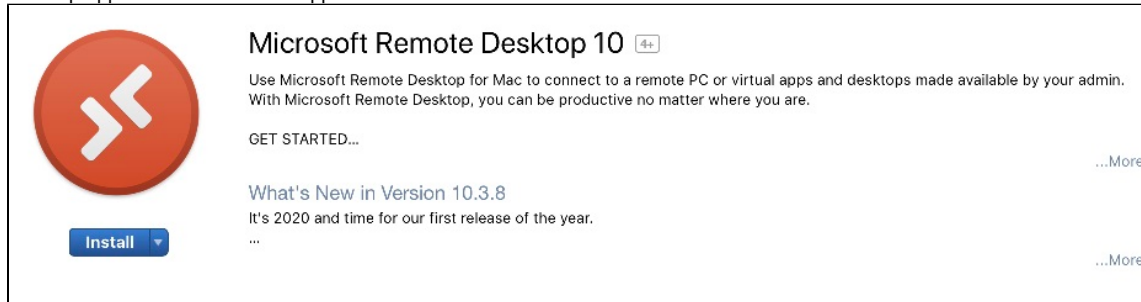 Microsoft Remote Desktop 10 4+
Use Microsoft Remote Desktop for Mac to connect to a remote PC or virtual apps and desktops made available by your admin.
With Microsoft Remote Desktop, you can be productive no matter where you are.
GET STARTED...
...More
What's New in Version 10.3.8
It's 2020 and time for our first release of the year.
...
...More
Install